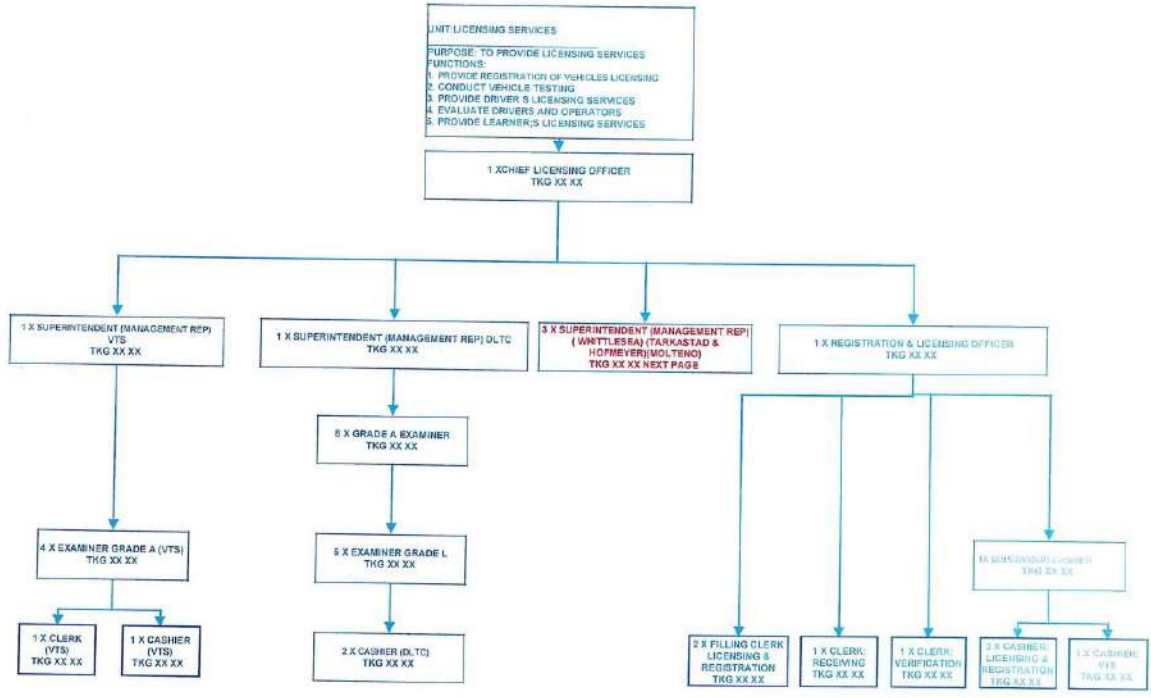 UNIT:LICENSING SERVICES
PURPOSE: TO PROVIDE LICENSING SERVICES
FUNCTIONS:
1. PROVIDE REGISTRATION OF VEHICLES LICENSING
2. CONDUCT VEHICLE TESTING
3. PROVIDE DRIVER S LICENSING SERVICES
4. EVALUATE DRIVERS AND OPERATORS
5. PROVIDE LEARNER;S LICENSING SERVICES
1 XCHIEF LICENSING OFFICER
TKG XX XX
1 X SUPERINTENDENT (MANAGEMENT REP)
VTS
TKG XX XX
1 X SUPERINTENDENT (MANAGEMENT REP) DLTC
TKG XX XX
3 X SUPERINTENDENT (MANAGEMENT REP)
( WHITTLESEA) (TARKASTAD &
HOFMEYER)(MOLTENO)
TKG XX XX NEXT PAGE
1 X REGISTRATION & LICENSING OFFICER
TKG XX XX
X GRADE A EXAMINER
TKG XX XX
4 X EXAMINER GRADE A (VTS)
TKG XX XX
5 X EXAMINER GRADE L
TKG XX XX
CASHIER
TKG XX XX
1 X CLERK
(VTS)
TKG XX XX
1 X CASHIER
(VTS)
TKG XX XX
2 X CASHIER (DLTC)
TKG XX XX
2 X FILLING CLERK
LICENSING &
REGISTRATION
TKG XX XX
1 X CLERK:
RECEIVING
TKG XX XX
1 X CLERK:
VERIFICATION
TKG XX XX
X CASHIER:
LICENSING &
REGISTRATION
TKG XX XX
1 X CASHIER:
VTS
TKG XX XX